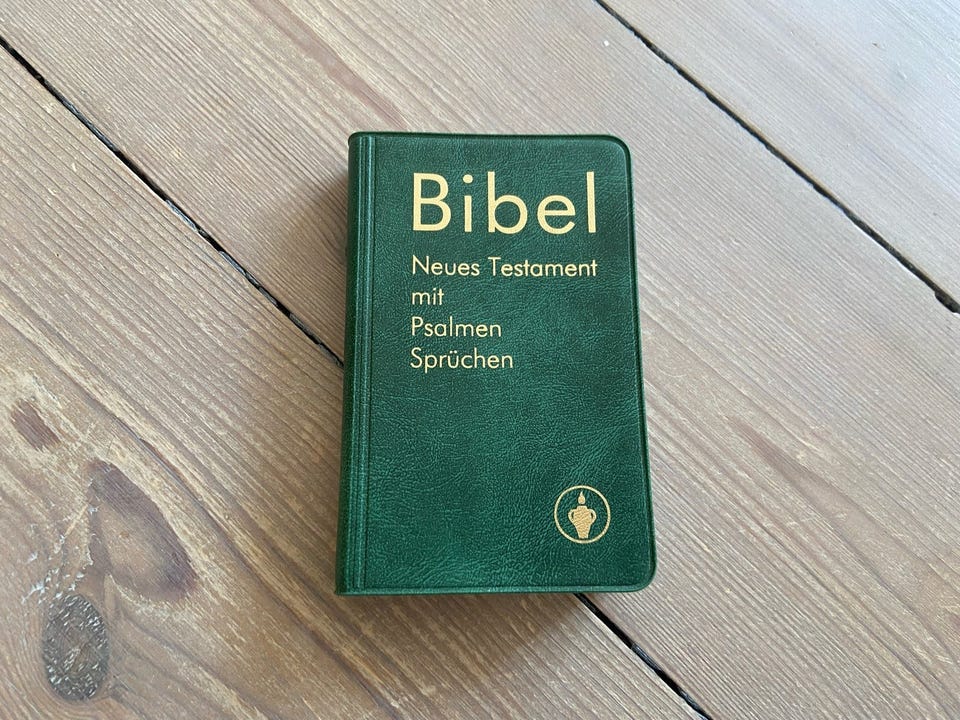 Bibel
Neues Testament
mit
Psalmen
Sprüchen